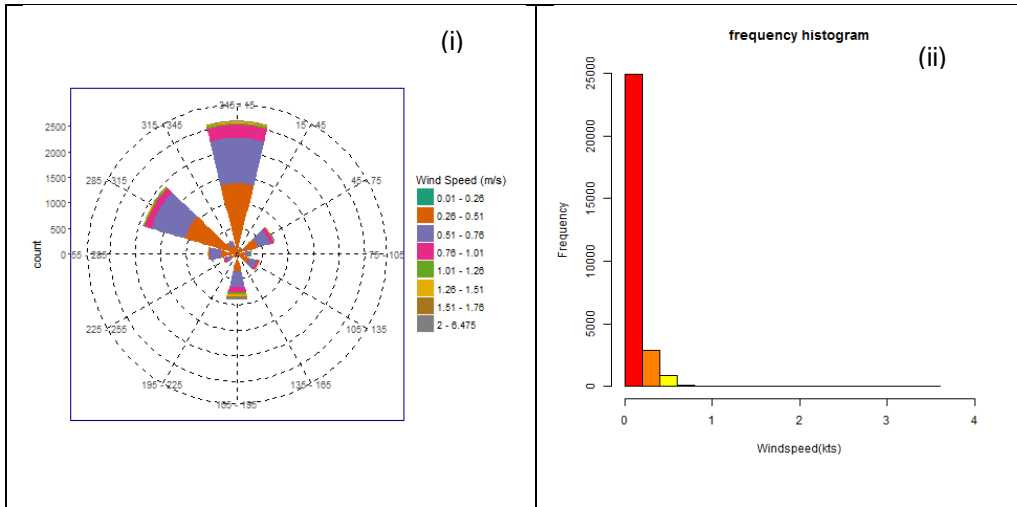 (i)
345 - 15
315 - 345
15 - 45
2500
2000
285 - 315
45 - 75
1500
1000
500
0
255 - 285
75 - 105
count
225 - 255
105 - 135
195 - 225
135 - 165
165 - 195
Wind Speed (m/s)
0.01 - 0.26
0.26 - 0.51
0.51 - 0.76
0.76 - 1.01
1.01 - 1.26
1.26 - 1.51
1.51 - 1.76
2 - 6.475
frequency histogram
(ii)
25000
20000
15000
10000
5000
0
Frequency
0 1 2 3 4
Windspeed(kts)